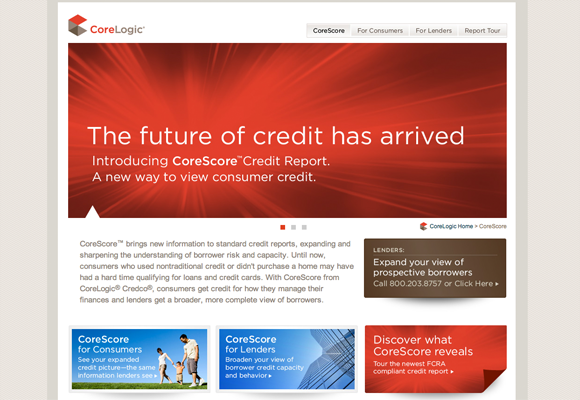 CoreLogic™
CoreScore For Consumers For Lenders Report Tour
The future of credit has arrived
Introducing CoreScore™ Credit Report.
A new way to view consumer credit.
CoreLogic Home > CoreScore
CoreScore™ brings new information to standard credit reports, expanding and
sharpening the understanding of borrower risk and capacity. Until now,
consumers who used nontraditional credit or didn't purchase a home may have
had a hard time qualifying for loans and credit cards. With CoreScore from
CoreLogic® Credco®, consumers get credit for how they manage their
finances and lenders get a broader, more complete view of borrowers.
LENDERS:
Expand your view of
prospective borrowers
Call 800.203.8757 or Click Here ▸
CoreScore
for Consumers
See your expanded
credit picture—the same
information lenders see ▸
CoreScore
for Lenders
Broaden your view of
borrower credit capacity
and behavior ▸
Discover what
CoreScore reveals
Tour the newest FCRA
compliant credit report ▸